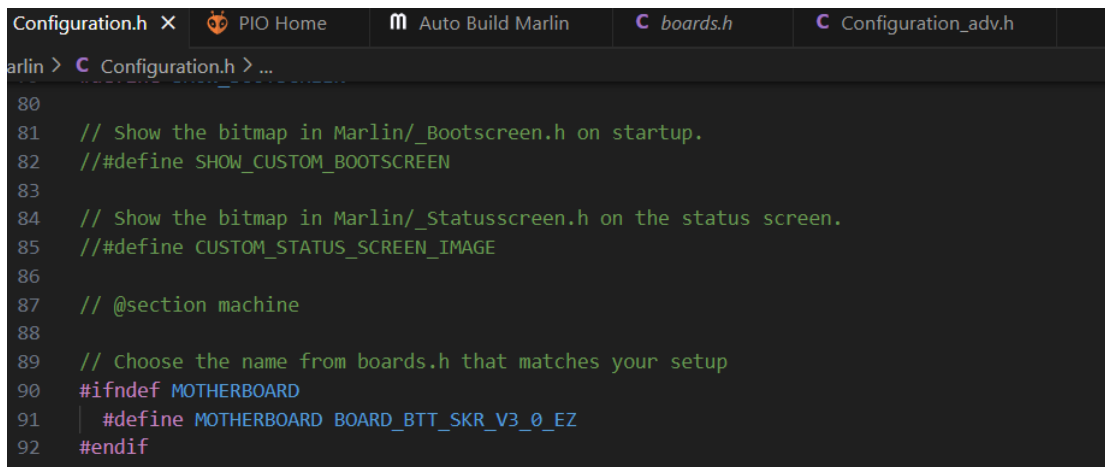 Configuration.h × PIO Home Auto Build Marlin C boards.h C Configuration_adv.h
arlin > C Configuration.h > ...
80
81 // Show the bitmap in Marlin/_Bootscreen.h on startup.
82 //#define SHOW_CUSTOM_BOOTSCREEN
83
84 // Show the bitmap in Marlin/_Statusscreen.h on the status screen.
85 //#define CUSTOM_STATUS_SCREEN_IMAGE
86
87 // @section machine
88
89 // Choose the name from boards.h that matches your setup
90 #ifndef MOTHERBOARD
91 #define MOTHERBOARD BOARD_BTT_SKR_V3_0_EZ
92 #endif